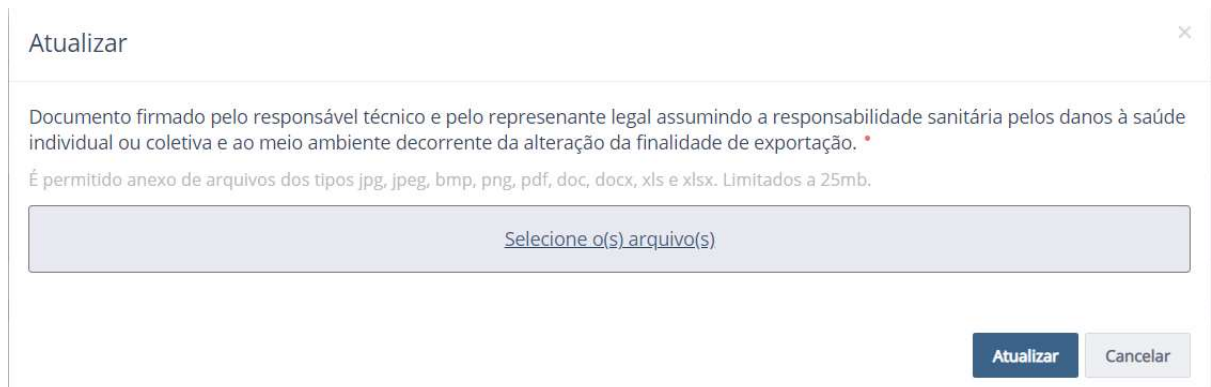 Atualizar
×
Documento firmado pelo responsável técnico e pelo represenante legal assumindo a responsabilidade sanitária pelos danos à saúde
individual ou coletiva e ao meio ambiente decorrente da alteração da finalidade de exportação. *
É permitido anexo de arquivos dos tipos jpg, jpeg, bmp, png, pdf, doc, docx, xls e xlsx. Limitados a 25mb.
Selecione o(s) arquivo(s)
Atualizar Cancelar